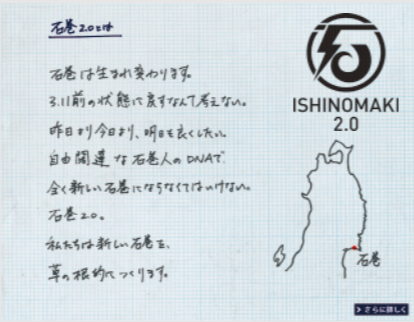 石巻2.0とは
石巻は生まれ変わります。
3.11前の状態に戻すなんて考えない。
昨日より今日より、明日を良くしたい。
自由闊達な石巻人のDNAで
全く新しい石巻にならなくてはいけない。
石巻2.0。
私たちは新しい石巻を、
草の根的につくります。
ISHINOMAKI
2.0
石巻
さらに詳しく